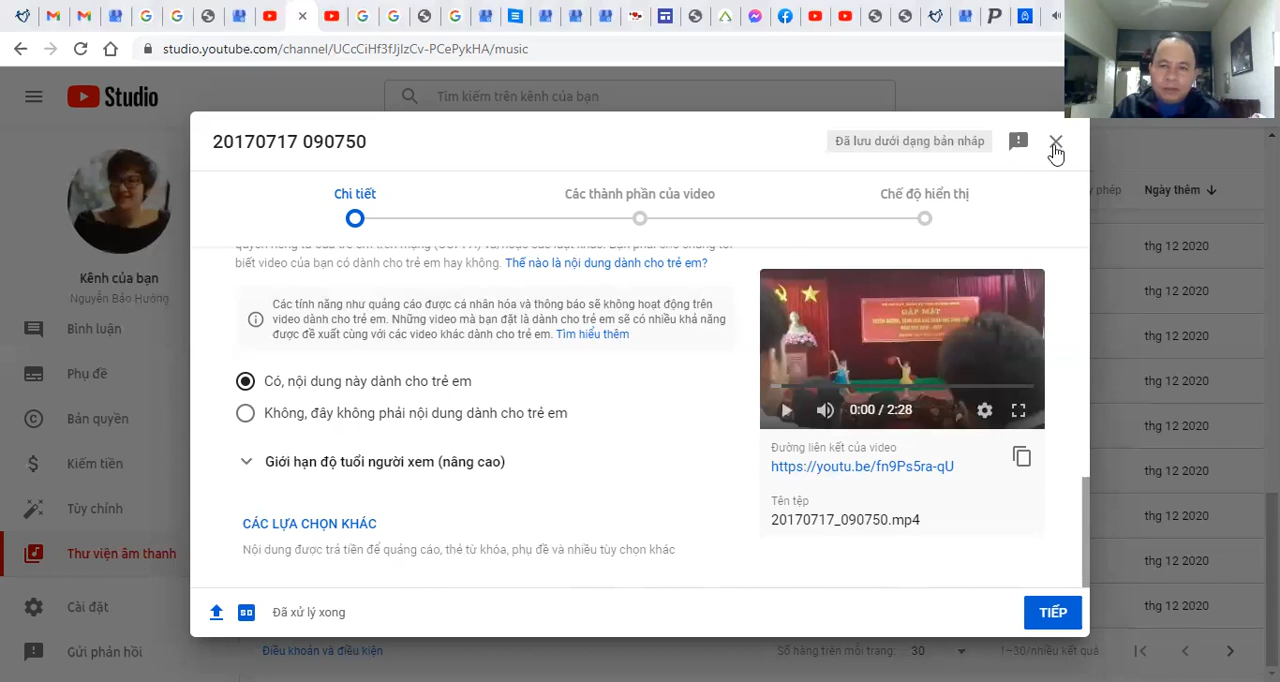 studio.youtube.com/channel/UCcCiHf3fJjIzCv-PCePykHA/music
Studio
Tìm kiếm trên kênh của bạn
20170717 090750
Đã lưu dưới dạng bản nháp
Chi tiết
Các thành phần của video
Chế độ hiển thị
phép
Ngày thêm
biết video của bạn có dành cho trẻ em hay không. Thế nào là nội dung dành cho trẻ em?
Các tính năng như quảng cáo được cá nhân hóa và thông báo sẽ không hoạt động trên
video dành cho trẻ em. Những video mà bạn đặt là dành cho trẻ em sẽ có nhiều khả năng
được đề xuất cùng với các video khác dành cho trẻ em. Tìm hiểu thêm
Có, nội dung này dành cho trẻ em
Không, đây không phải nội dung dành cho trẻ em
Giới hạn độ tuổi người xem (nâng cao)
CÁC LỰA CHỌN KHÁC
Nội dung được trả tiền để quảng cáo, thẻ từ khóa, phụ đề và nhiều tùy chọn khác
GẶP MẶT
0:00 / 2:28
Đường liên kết của video
https://youtu.be/fn9Ps5ra-qU
Tên tệp
20170717_090750.mp4
SD
Đã xử lý xong
TIẾP
Kênh của bạn
Nguyễn Bảo Hướng
Bình luận
Phụ đề
Bản quyền
Kiếm tiền
Tùy chỉnh
Thư viện âm thanh
Cài đặt
Gửi phản hồi
thg 12 2020
thg 12 2020
thg 12 2020
thg 12 2020
thg 12 2020
thg 12 2020
thg 12 2020
thg 12 2020
thg 12 2020
Điều khoản và điều kiện
Số hàng trên mỗi trang:
30
1–30/nhiều kết quả